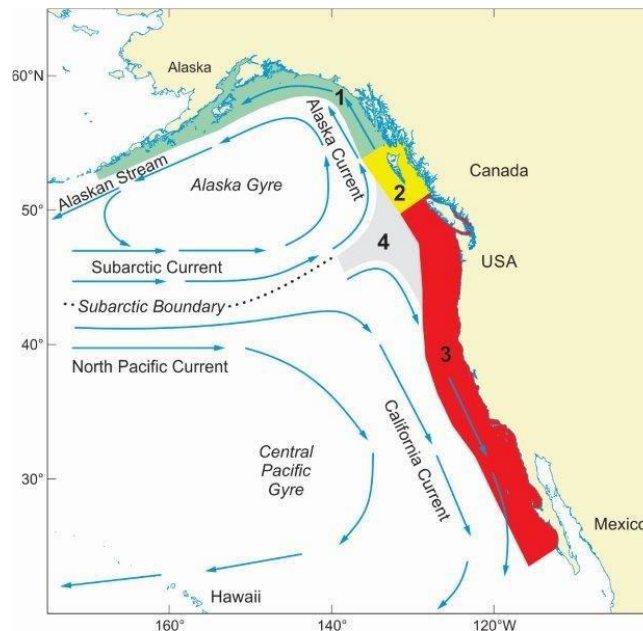 60°N
Alaska
1
Alaska Current
Canada
Alaskan Stream
Alaska Gyre
2
50°
4
USA
Subarctic Current
Subarctic Boundary
40°
3
North Pacific Current
California Current
Central
Pacific
Gyre
30°
Mexico
Hawaii
160°
140°
120°W